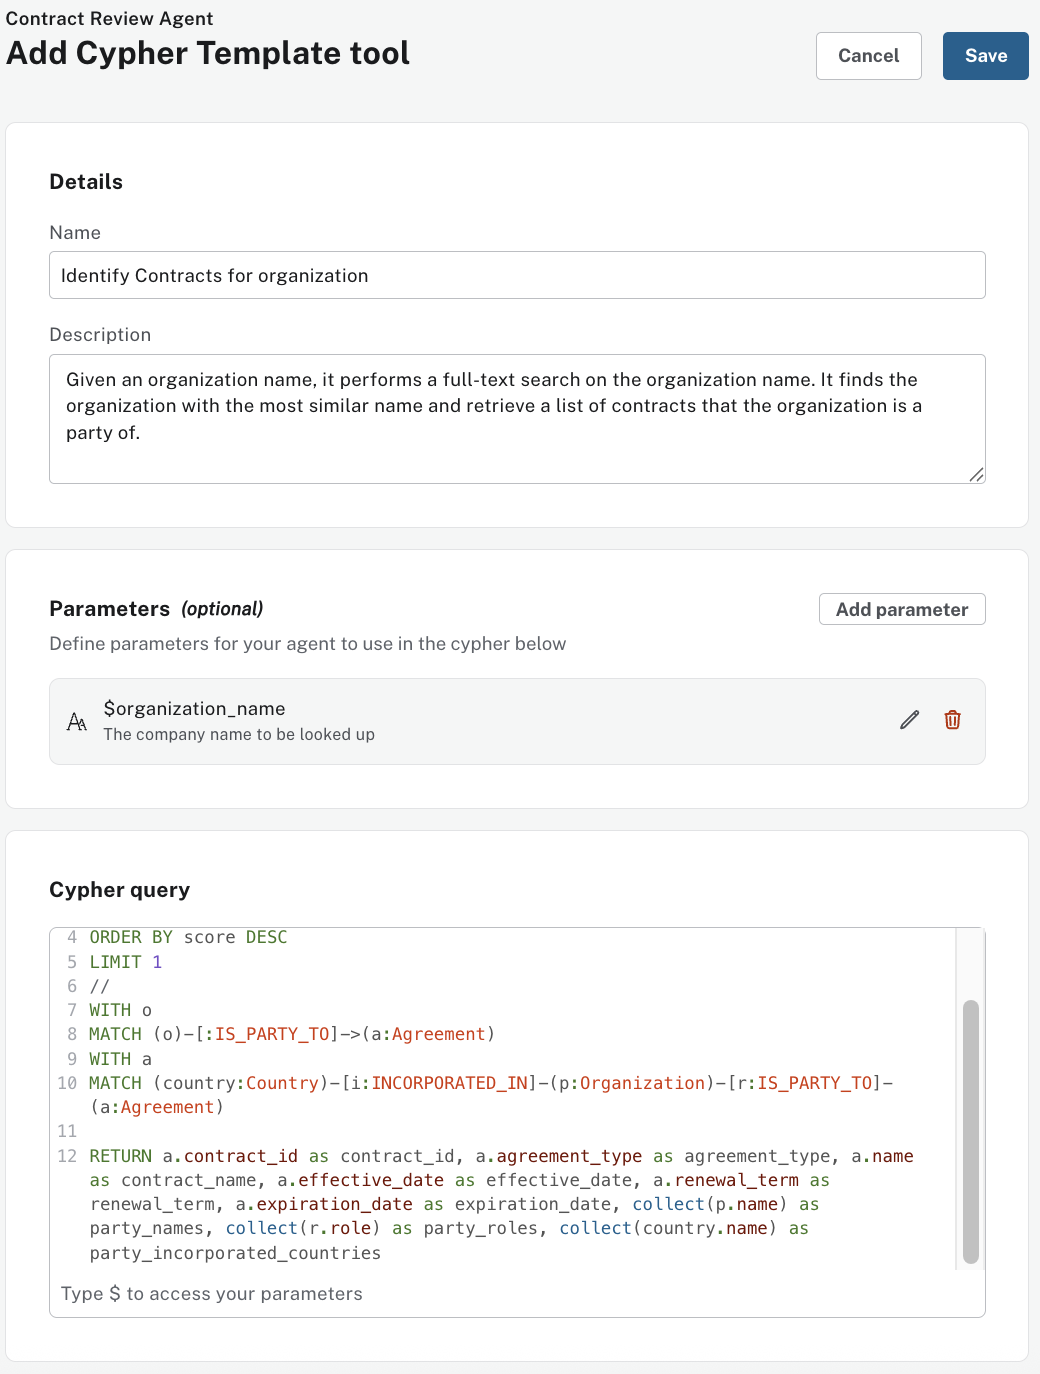 Contract Review Agent
Add Cypher Template tool
Cancel
Save
Details
Name
Identify Contracts for organization
Description
Given an organization name, it performs a full-text search on the organization name. It finds the
organization with the most similar name and retrieve a list of contracts that the organization is a
party of.
Parameters (optional)
Add parameter
Define parameters for your agent to use in the cypher below
$organization_name
The company name to be looked up
Cypher query
4 ORDER BY score DESC
5 LIMIT 1
6 //
7 WITH o
8 MATCH (o)-[:IS_PARTY_TO]->(a:Agreement)
9 WITH a
10 MATCH (country:Country)-[i:INCORPORATED_IN]-(p:Organization)-[r:IS_PARTY_TO]-
(a:Agreement)
11
12 RETURN a.contract_id as contract_id, a.agreement_type as agreement_type, a.name
as contract_name, a.effective_date as effective_date, a.renewal_term as
renewal_term, a.expiration_date as expiration_date, collect(p.name) as
party_names, collect(r.role) as party_roles, collect(country.name) as
party_incorporated_countries
Type $ to access your parameters